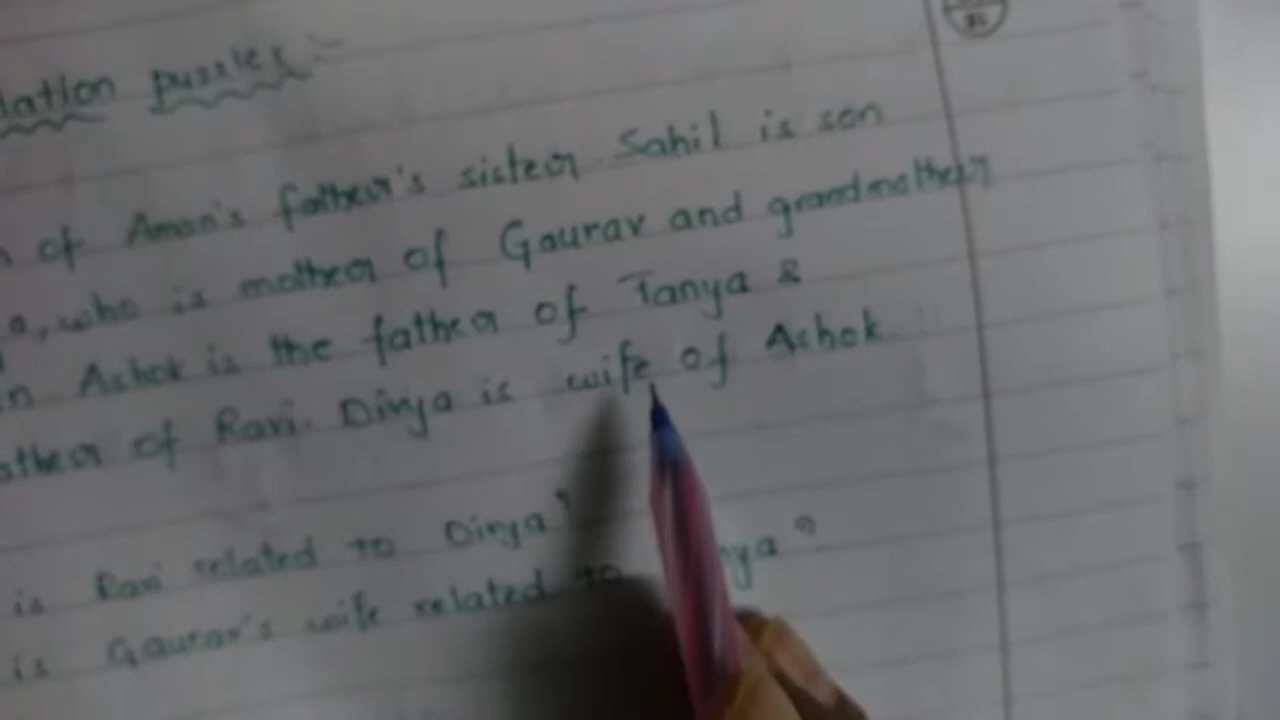 lation puzzles :-
of Aman's father's sister Sahil is son
a, who is mother of Gaurav and grandmother
n Ashok is the father of Tanya &
ather of Ravi. Divya is wife of Ashok
is Ravi related to Divya?
is Gaurav's wife related to nya?